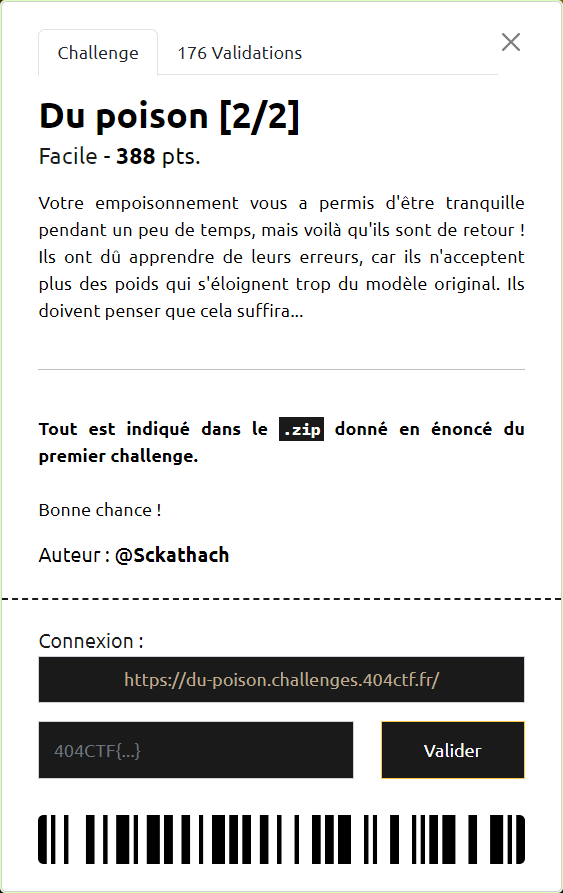 Challenge
176 Validations
Du poison [2/2]
Facile - 388 pts.
Votre empoisonnement vous a permis d'être tranquille
pendant un peu de temps, mais voilà qu'ils sont de retour !
Ils ont dû apprendre de leurs erreurs, car ils n'acceptent
plus des poids qui s'éloignent trop du modèle original. Ils
doivent penser que cela suffira...
Tout est indiqué dans le .zip donné en énoncé du
premier challenge.
Bonne chance !
Auteur : @Sckathach
Connexion :
https://du-poison.challenges.404ctf.fr/
404CTF{...}
Valider